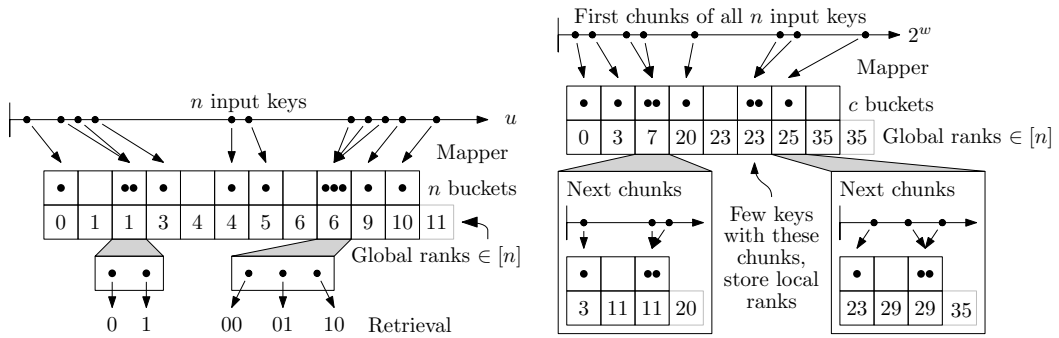 n input keys
u
Mapper
n buckets
0 1 1 3 4 4 5 6 6 9 10 11
Global ranks ∈ [n]
0 1 00 01 10 Retrieval
First chunks of all n input keys
2^w
Mapper
c buckets
0 3 7 20 23 23 25 35 35 Global ranks ∈ [n]
Next chunks
3 11 11 20
Few keys
with these
chunks,
store local
ranks
Next chunks
23 29 29 35